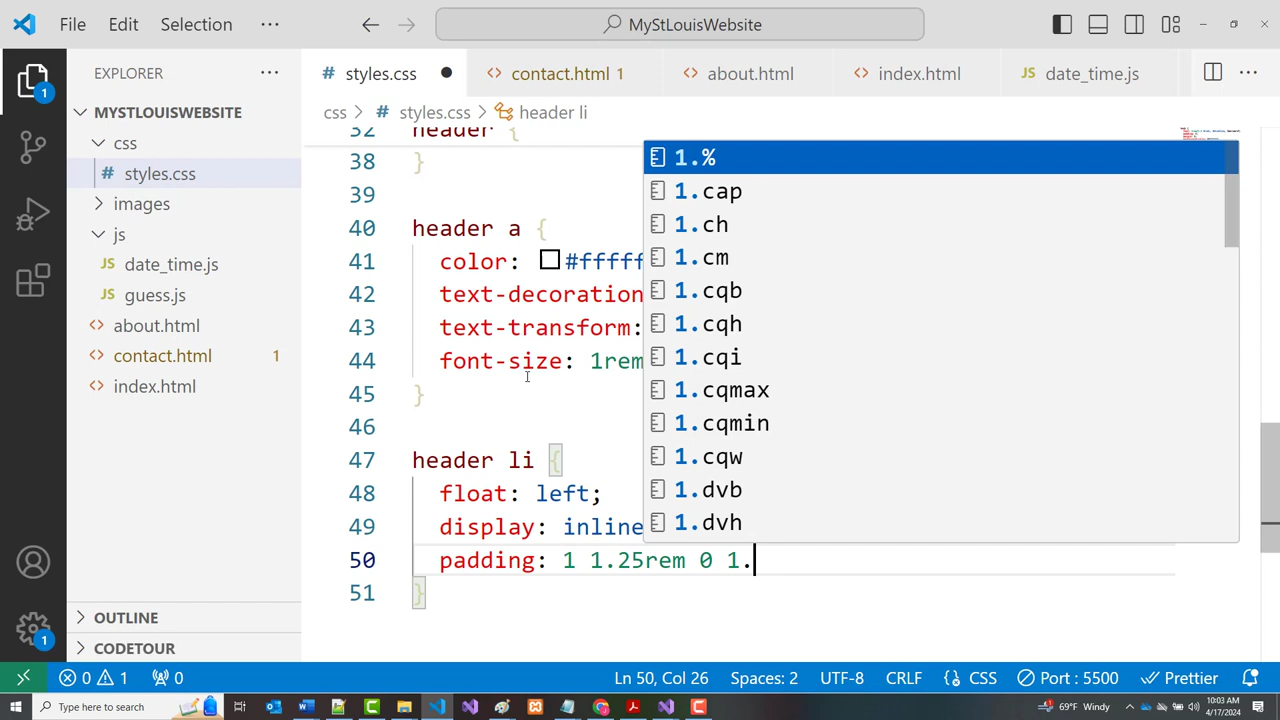 File Edit Selection ··· MyStLouisWebsite
EXPLORER ···
# styles.css ● contact.html 1 about.html index.html JS date_time.js ···
MYSTLOUISWEBSITE
css > # styles.css > header li
css
# styles.css
images
js
JS date_time.js
JS guess.js
about.html
contact.html 1
index.html
OUTLINE
CODETOUR
1
1
32 header {
38 }
39
40 header a {
41 color: #fffff
42 text-decoration
43 text-transform:
44 font-size: 1rem
45 }
46
47 header li {
48 float: left;
49 display: inline
50 padding: 1 1.25rem 0 1.
51 }
1.%
1.cap
1.ch
1.cm
1.cqb
1.cqh
1.cqi
1.cqmax
1.cqmin
1.cqw
1.dvb
1.dvh
0 1 0 Ln 50, Col 26 Spaces: 2 UTF-8 CRLF {} CSS Port : 5500 Prettier
Type here to search 69°F Windy 10:03 AM
4/17/2024